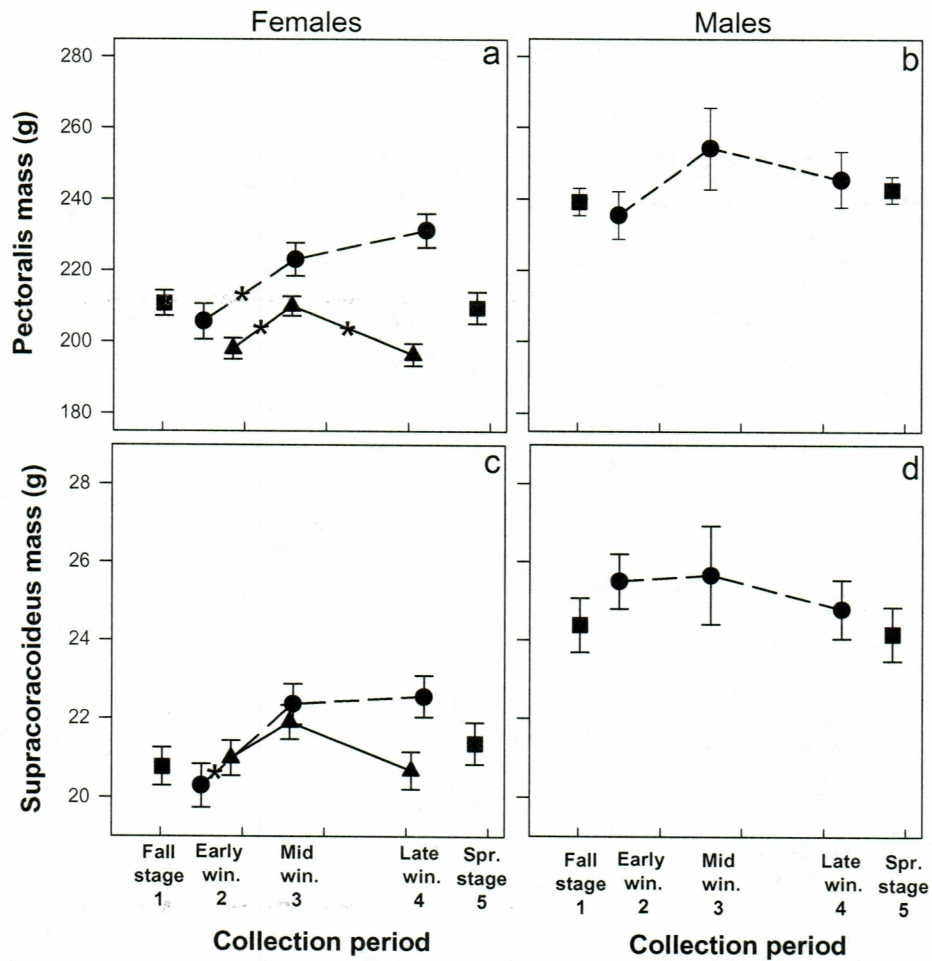 Females Males
a
b
Pectoralis mass (g)
280
260
240
220
200
180
c
d
Supracoracoideus mass (g)
28
26
24
22
20
Fall Early Mid Late Spr. Fall Early Mid Late Spr.
stage win. win. win. stage stage win. win. win. stage
1 2 3 4 5 1 2 3 4 5
Collection period Collection period